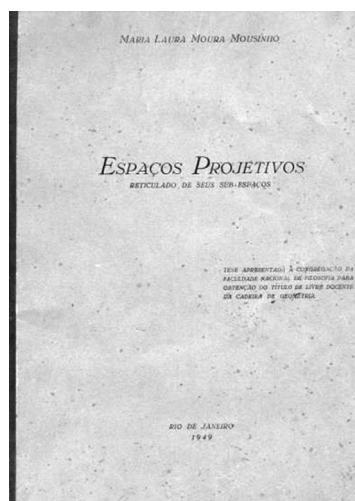 MARIA LAURA MOURA MOUSINHO
ESPAÇOS PROJETIVOS
RETICULADO DE SEUS SUB-ESPAÇOS
TESE APRESENTADA À CONGREGAÇÃO DA
FACULDADE NACIONAL DE FILOSOFIA PARA
OBTENÇÃO DO TÍTULO DE LIVRE DOCENTE
DA CADEIRA DE GEOMETRIA.
RIO DE JANEIRO
1949